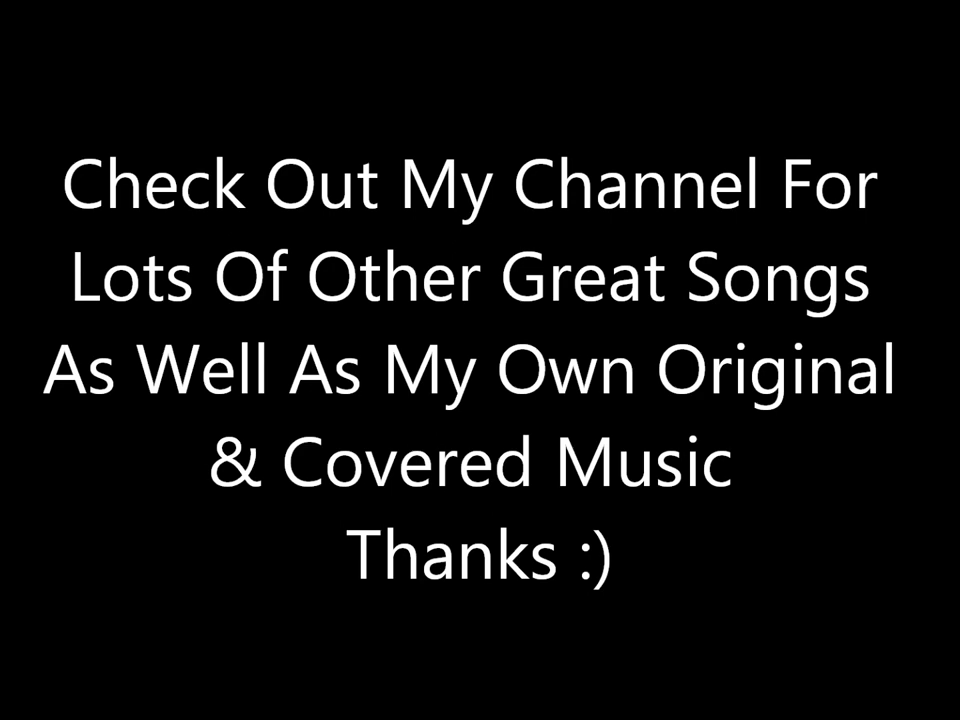 Check Out My Channel For
Lots Of Other Great Songs
As Well As My Own Original
& Covered Music
Thanks :)